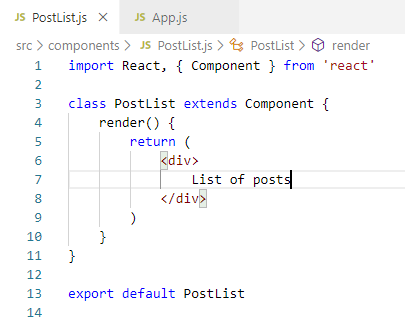 JS PostList.js × JS App.js
src > components > JS PostList.js > PostList > render
1 import React, { Component } from 'react'
2
3 class PostList extends Component {
4     render() {
5         return (
6             <div>
7                 List of posts
8             </div>
9         )
10     }
11 }
12
13 export default PostList
14